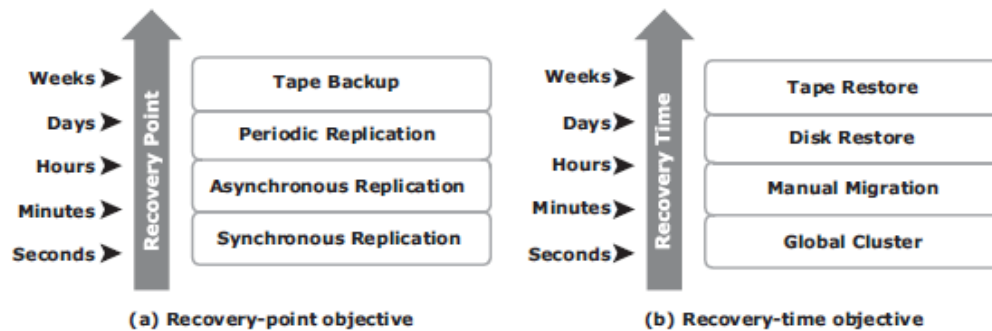 Weeks
Days
Hours
Minutes
Seconds
Recovery Point
Tape Backup
Periodic Replication
Asynchronous Replication
Synchronous Replication
(a) Recovery-point objective
Weeks
Days
Hours
Minutes
Seconds
Recovery Time
Tape Restore
Disk Restore
Manual Migration
Global Cluster
(b) Recovery-time objective